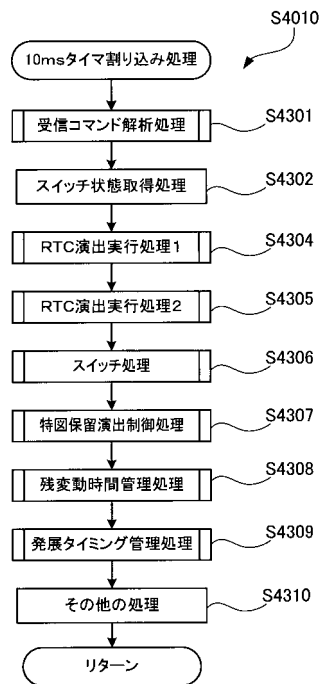 S4010
10msタイマ割り込み処理
受信コマンド解析処理 S4301
スイッチ状態取得処理 S4302
RTC演出実行処理1 S4304
RTC演出実行処理2 S4305
スイッチ処理 S4306
特図保留演出制御処理 S4307
残変動時間管理処理 S4308
発展タイミング管理処理 S4309
その他の処理 S4310
リターン